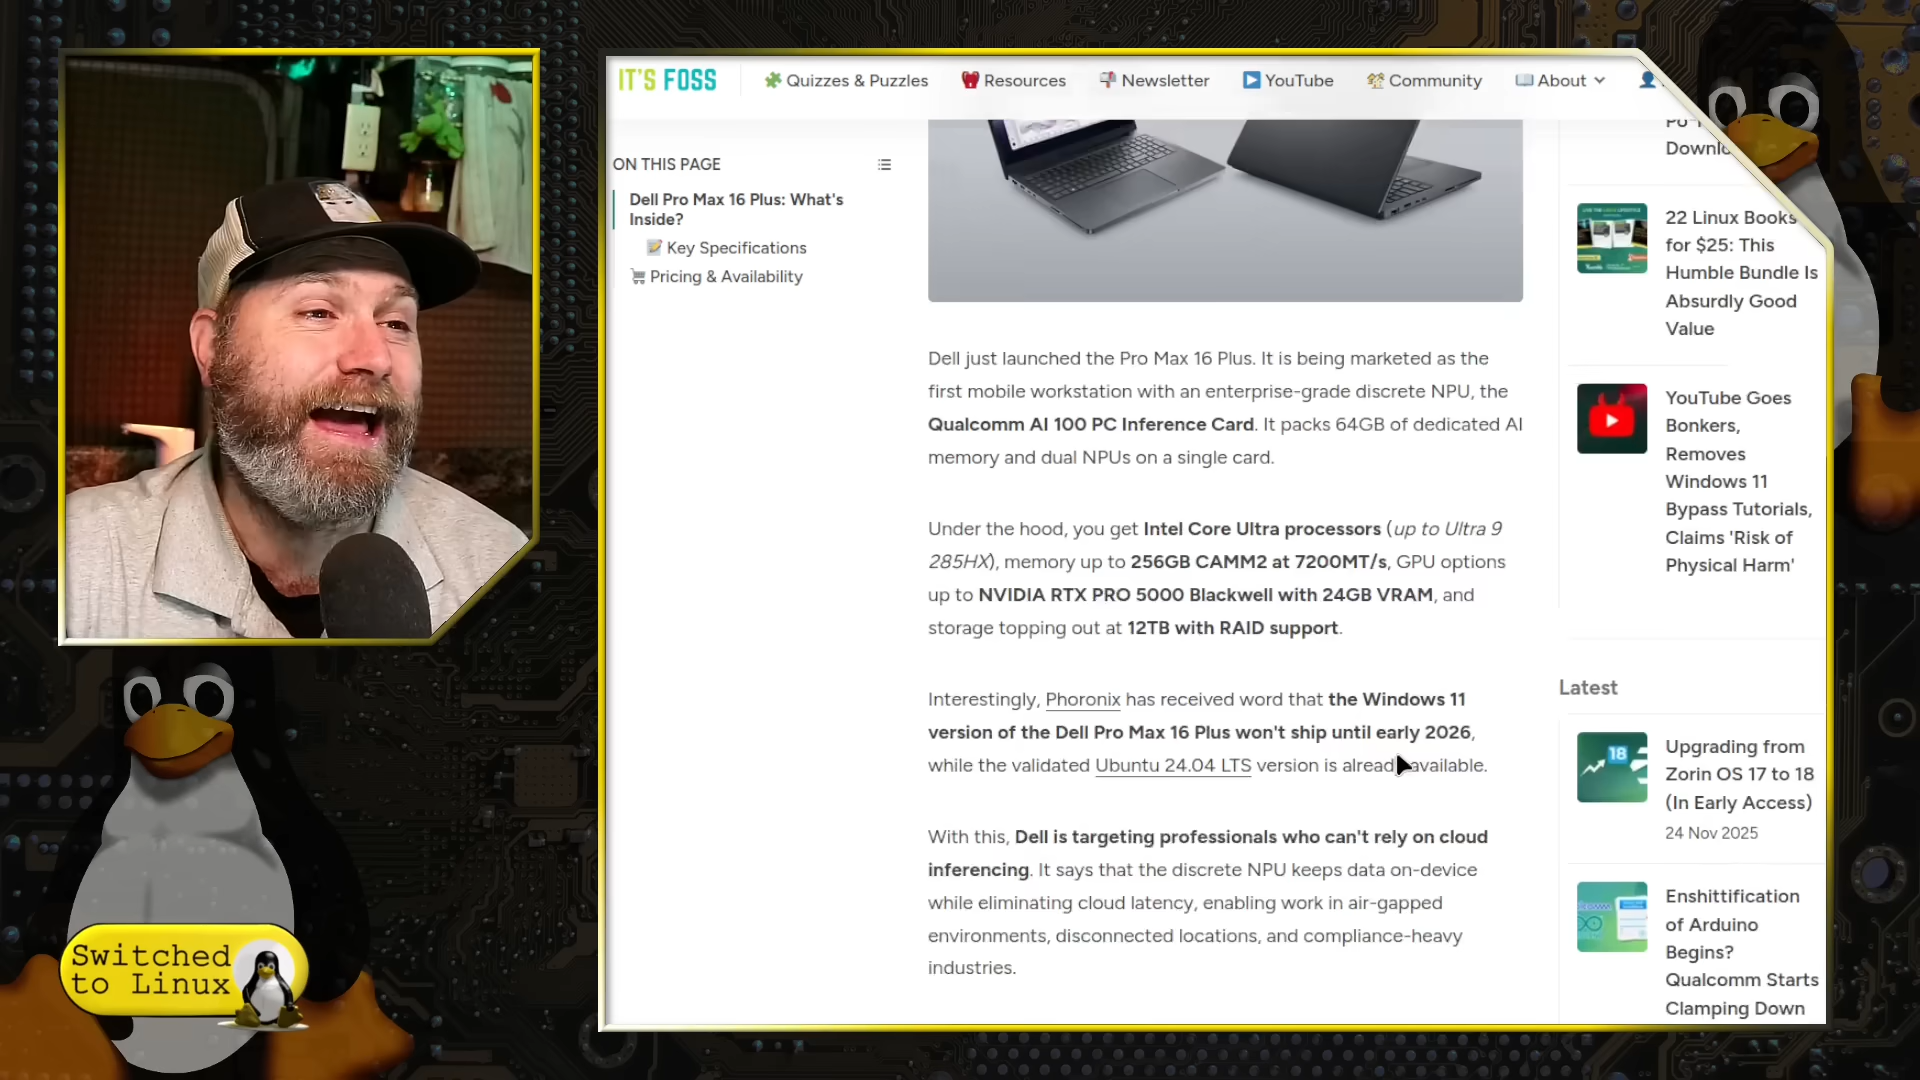 IT'S FOSS
Quizzes & Puzzles
Resources
Newsletter
YouTube
Community
About
ON THIS PAGE
Dell Pro Max 16 Plus: What's
Inside?
Key Specifications
Pricing & Availability
Dell just launched the Pro Max 16 Plus. It is being marketed as the
first mobile workstation with an enterprise-grade discrete NPU, the
Qualcomm AI 100 PC Inference Card. It packs 64GB of dedicated AI
memory and dual NPUs on a single card.
Under the hood, you get Intel Core Ultra processors (up to Ultra 9
285HX), memory up to 256GB CAMM2 at 7200MT/s, GPU options
up to NVIDIA RTX PRO 5000 Blackwell with 24GB VRAM, and
storage topping out at 12TB with RAID support.
Interestingly, Phoronix has received word that the Windows 11
version of the Dell Pro Max 16 Plus won't ship until early 2026,
while the validated Ubuntu 24.04 LTS version is already available.
With this, Dell is targeting professionals who can't rely on cloud
inferencing. It says that the discrete NPU keeps data on-device
while eliminating cloud latency, enabling work in air-gapped
environments, disconnected locations, and compliance-heavy
industries.
22 Linux Books
for $25: This
Humble Bundle Is
Absurdly Good
Value
YouTube Goes
Bonkers,
Removes
Windows 11
Bypass Tutorials,
Claims 'Risk of
Physical Harm'
Latest
18
Upgrading from
Zorin OS 17 to 18
(In Early Access)
24 Nov 2025
Enshittification
of Arduino
Begins?
Qualcomm Starts
Clamping Down
Switched
to Linux